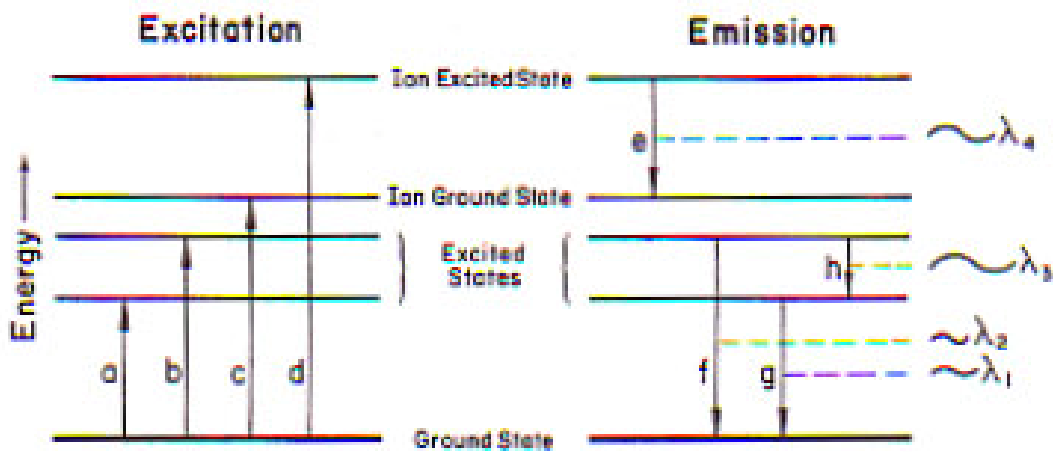 Excitation
Emission
Ion Excited State
e
λ4
Energy →
Ion Ground State
Excited
States
h
λ3
a
b
c
d
f
g
λ2
λ1
Ground State